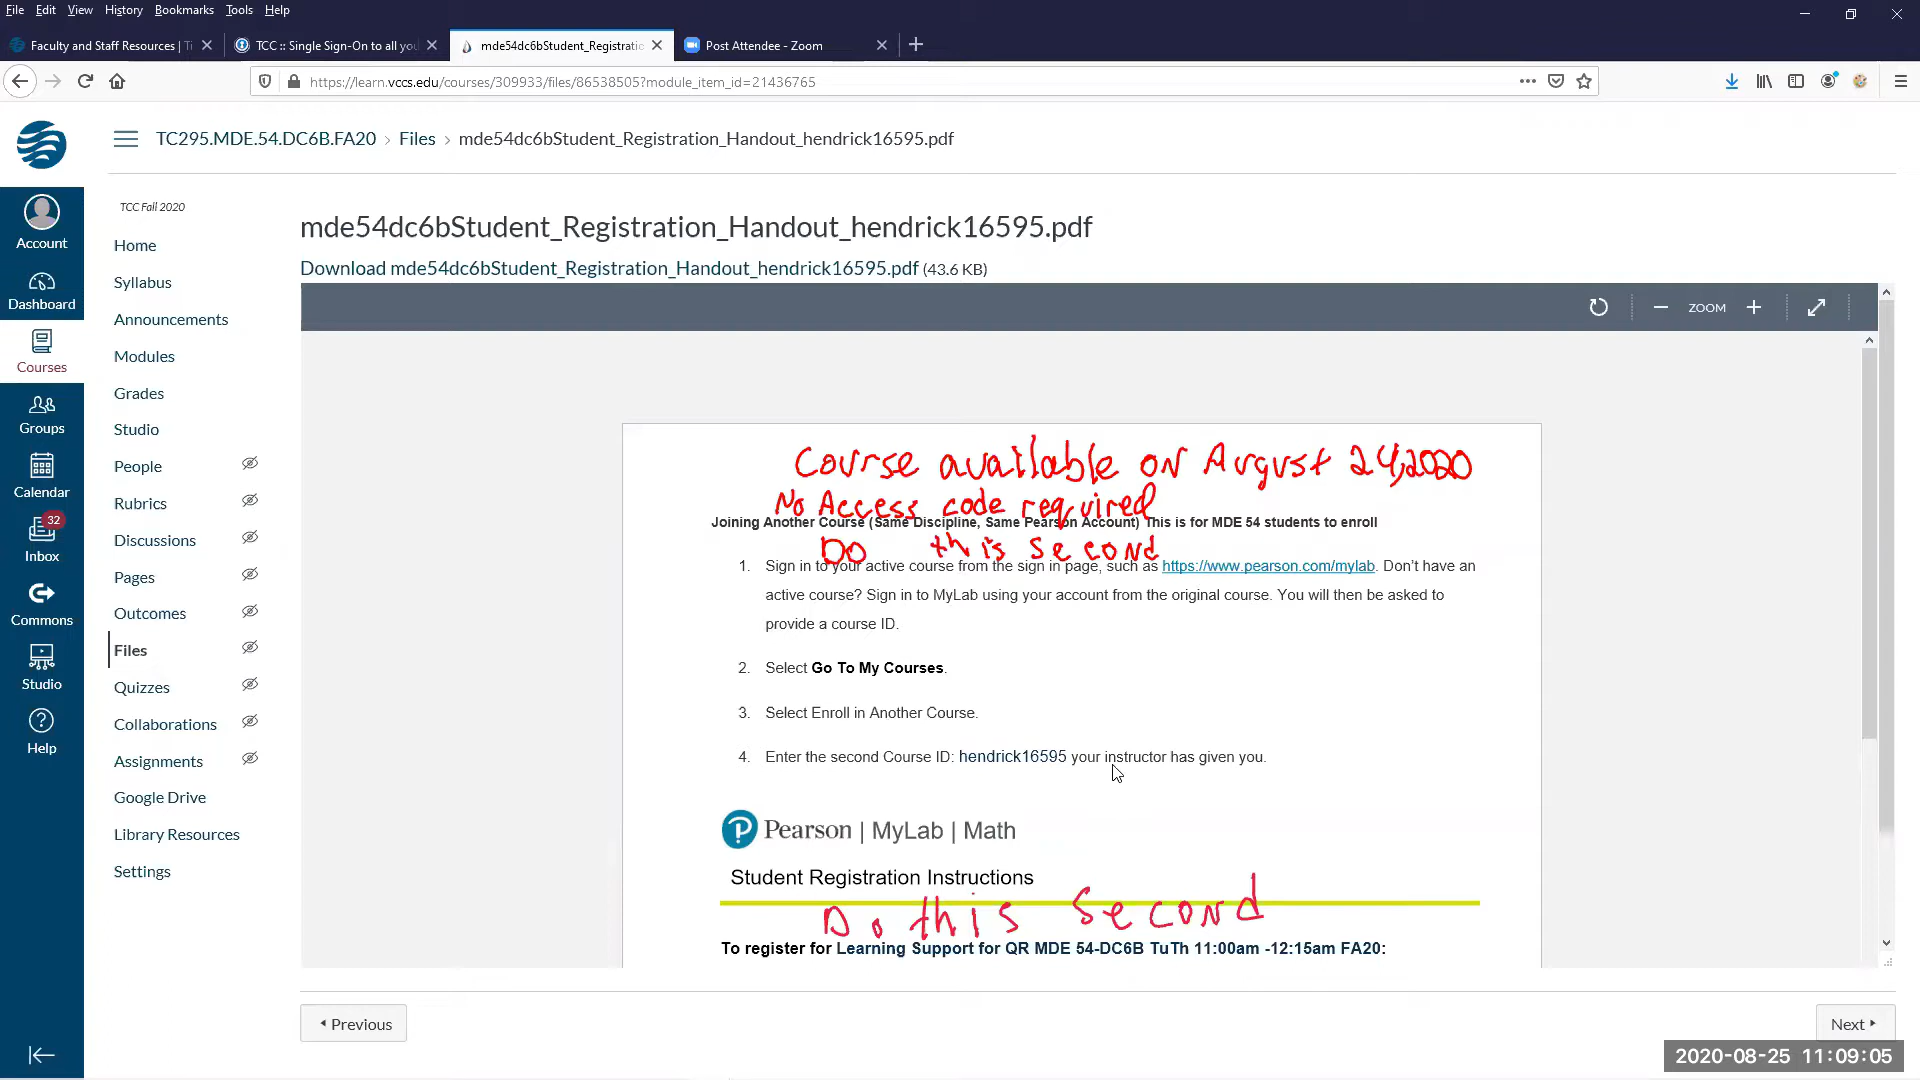 File Edit View History Bookmarks Tools Help
Faculty and Staff Resources | Ti
TCC :: Single Sign-On to all you
mde54dc6bStudent_Registratio
Post Attendee - Zoom
https://learn.vccs.edu/courses/309933/files/86538505?module_item_id=21436765
TC295.MDE.54.DC6B.FA20 › Files › mde54dc6bStudent_Registration_Handout_hendrick16595.pdf
Account
Dashboard
Courses
Groups
Calendar
32
Inbox
Commons
Studio
Help
TCC Fall 2020
Home
Syllabus
Announcements
Modules
Grades
Studio
People
Rubrics
Discussions
Pages
Outcomes
Files
Quizzes
Collaborations
Assignments
Google Drive
Library Resources
Settings
mde54dc6bStudent_Registration_Handout_hendrick16595.pdf
Download mde54dc6bStudent_Registration_Handout_hendrick16595.pdf (43.6 KB)
ZOOM
Course available on August 24,2020
No Access code required
Joining Another Course (Same Discipline, Same Pearson Account) This is for MDE 54 students to enroll
DO this second
1. Sign in to your active course from the sign in page, such as https://www.pearson.com/mylab. Don't have an
active course? Sign in to MyLab using your account from the original course. You will then be asked to
provide a course ID.
2. Select Go To My Courses.
3. Select Enroll in Another Course.
4. Enter the second Course ID: hendrick16595 your instructor has given you.
Pearson | MyLab | Math
Student Registration Instructions
Do this second
To register for Learning Support for QR MDE 54-DC6B TuTh 11:00am -12:15am FA20:
Previous
Next
2020-08-25 11:09:05